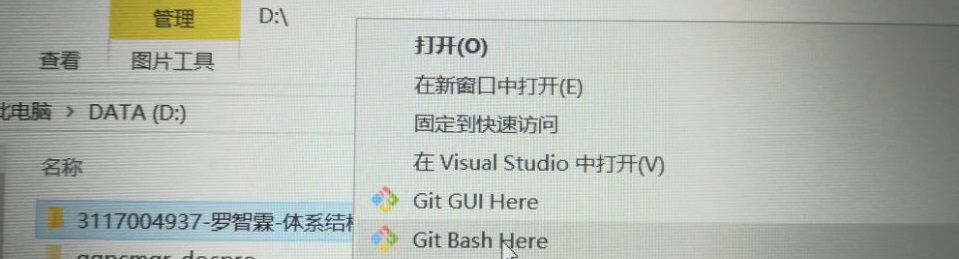 管理
D:\
查看
图片工具
此电脑 > DATA (D:)
名称
3117004937-罗智霖-体系结构
打开(O)
在新窗口中打开(E)
固定到快速访问
在 Visual Studio 中打开(V)
Git GUI Here
Git Bash Here